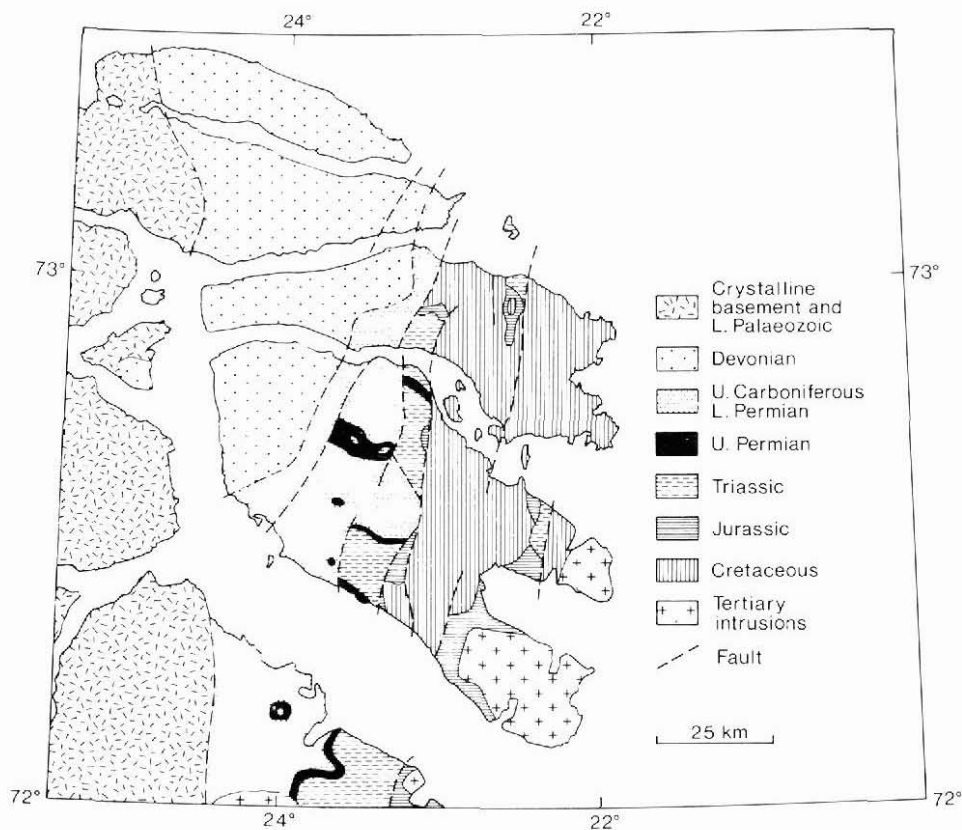 24°
22°
73°
73°
Crystalline
basement and
L. Palaeozoic
Devonian
U. Carboniferous
L. Permian
U. Permian
Triassic
Jurassic
Cretaceous
Tertiary
intrusions
Fault
25 km
72°
72°
24°
22°